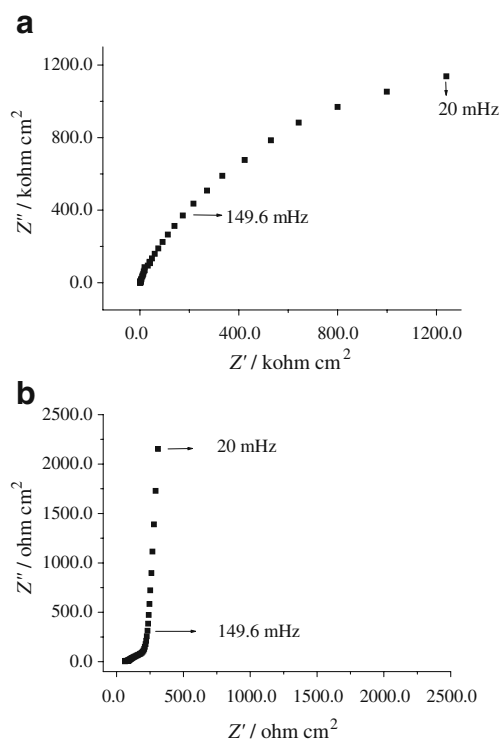 a
1200.0
800.0
400.0
0.0
Z'' / kohm cm²
20 mHz
149.6 mHz
0.0 400.0 800.0 1200.0
Z' / kohm cm²
b
2500.0
2000.0
1500.0
1000.0
500.0
0.0
Z'' / ohm cm²
20 mHz
149.6 mHz
0.0 500.0 1000.0 1500.0 2000.0 2500.0
Z' / ohm cm²